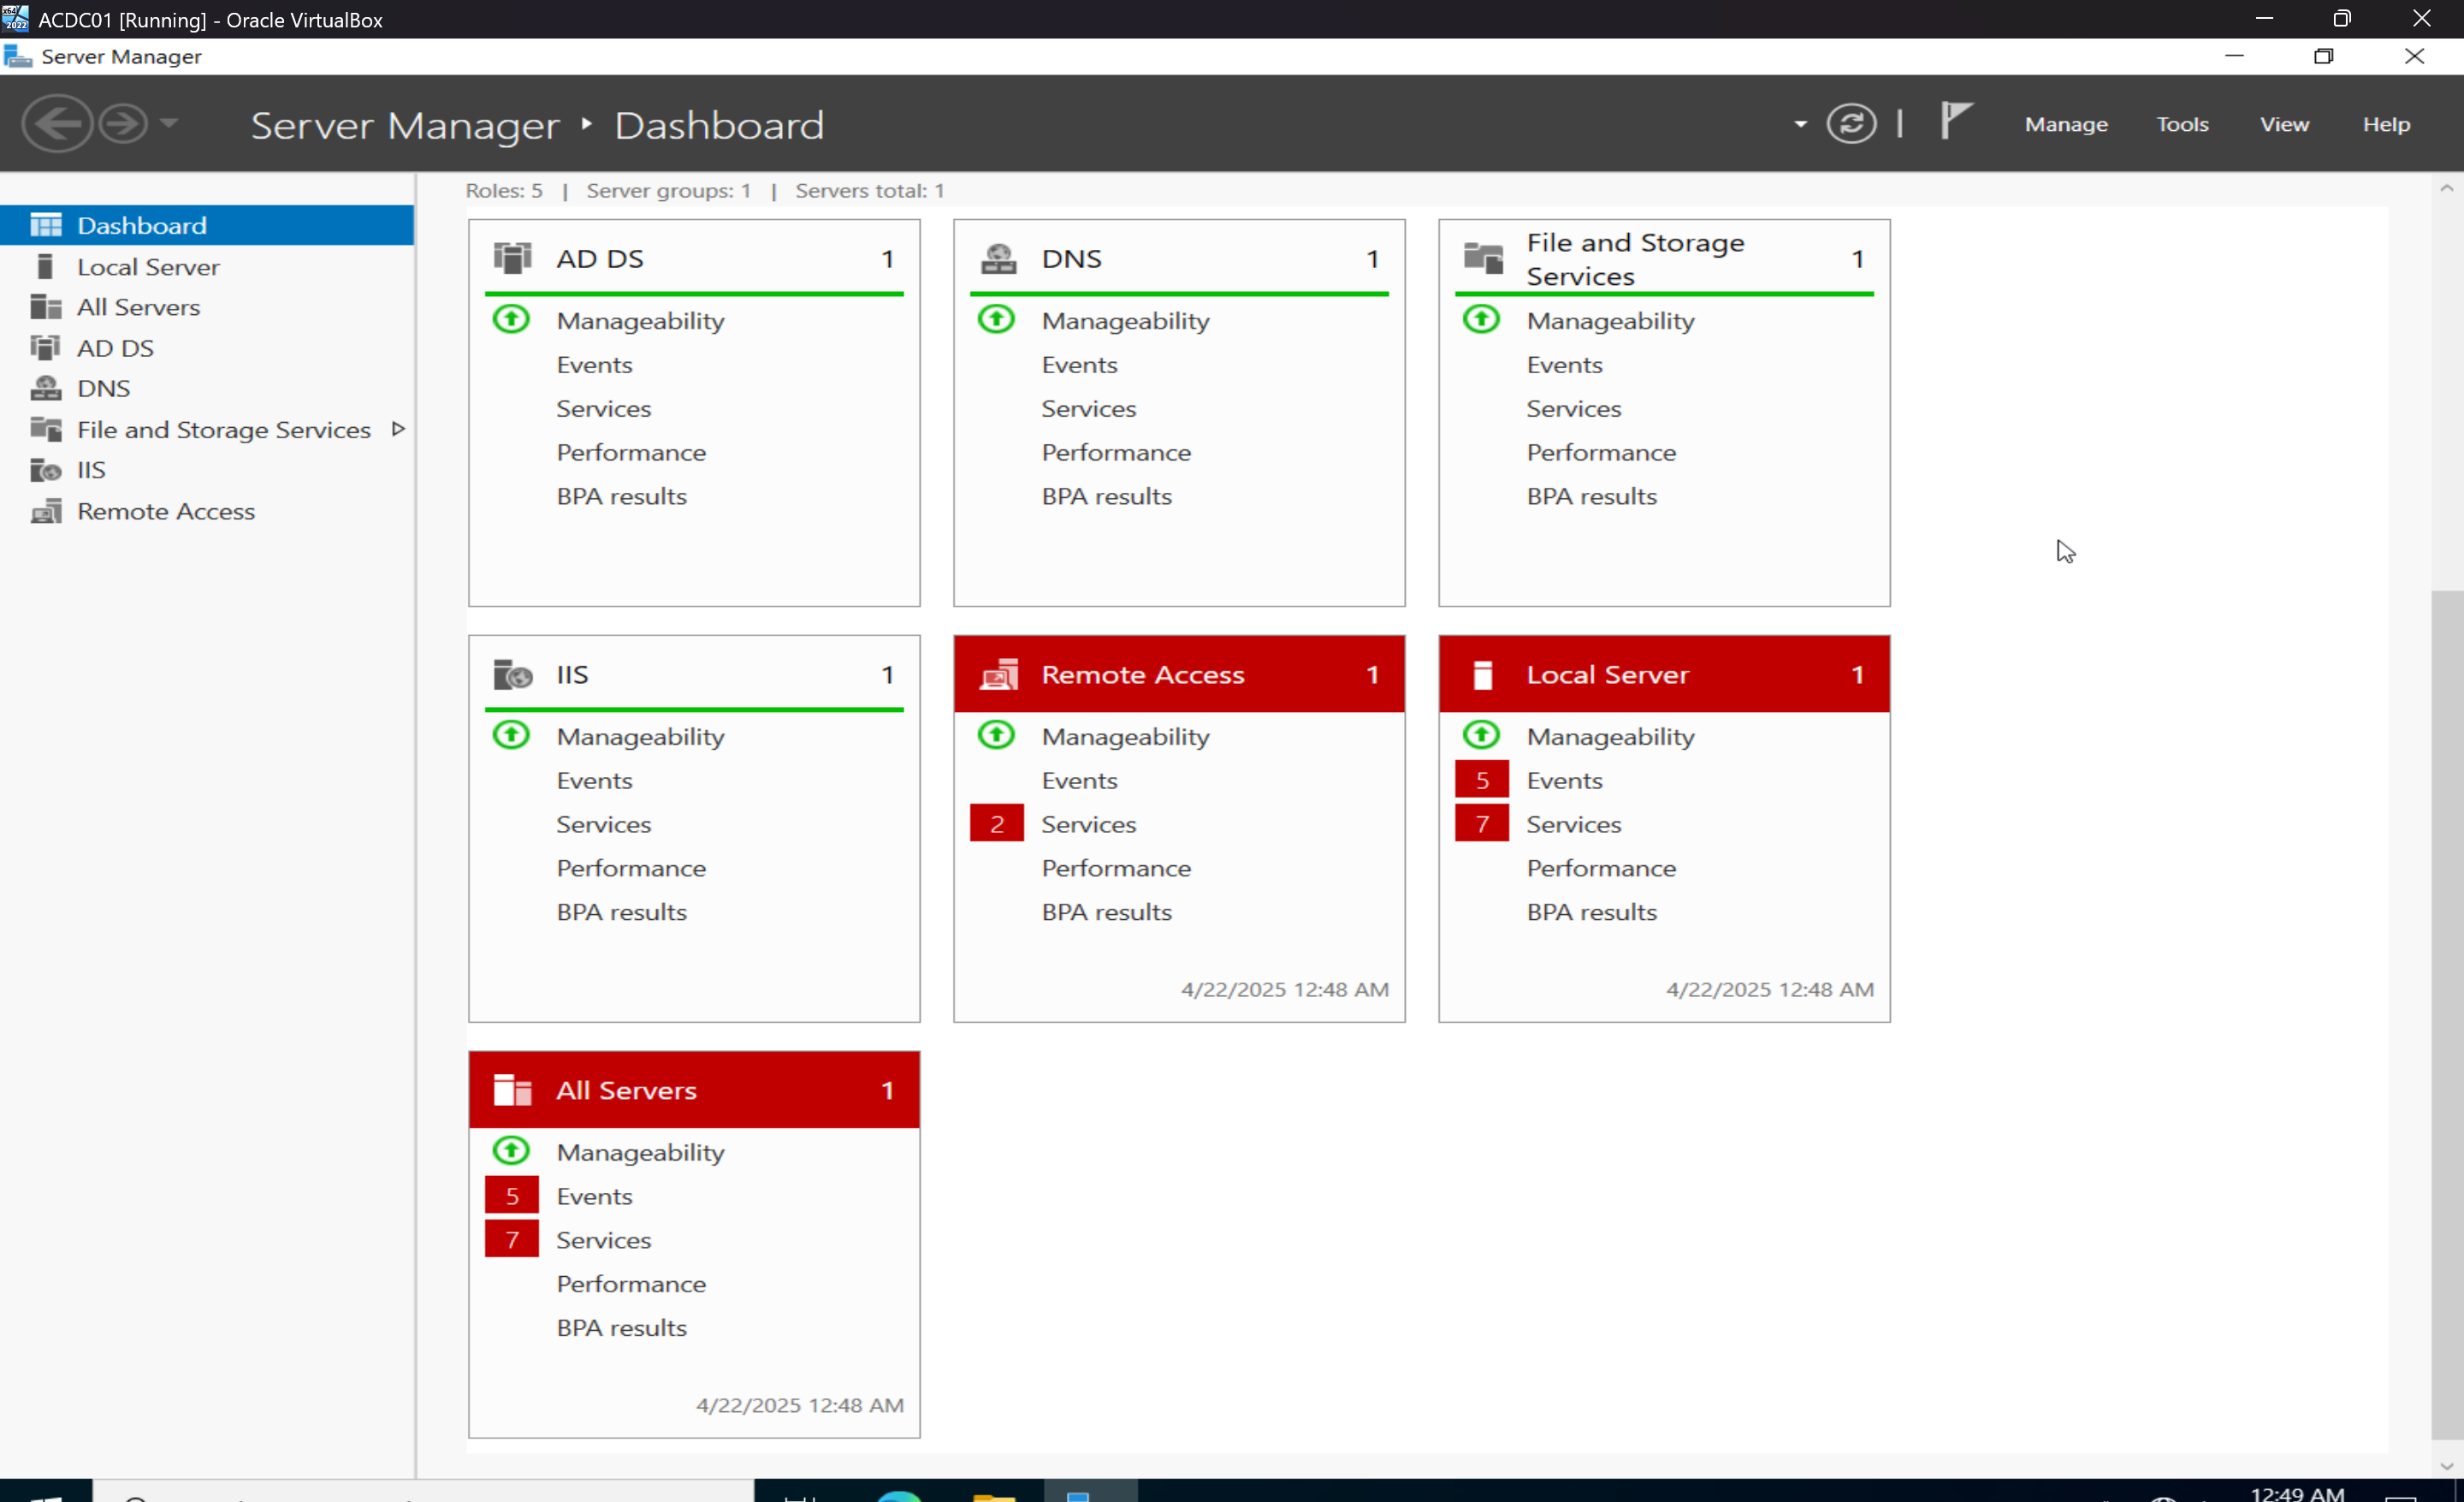 x64
2022
ACDC01 [Running] - Oracle VirtualBox
Server Manager
Server Manager Dashboard
Manage Tools View Help
Dashboard
Local Server
All Servers
AD DS
DNS
File and Storage Services
IIS
Remote Access
Roles: 5 | Server groups: 1 | Servers total: 1
AD DS 1
Manageability
Events
Services
Performance
BPA results
DNS 1
Manageability
Events
Services
Performance
BPA results
File and Storage
Services 1
Manageability
Events
Services
Performance
BPA results
IIS 1
Manageability
Events
Services
Performance
BPA results
Remote Access 1
Manageability
Events
2 Services
Performance
BPA results
4/22/2025 12:48 AM
Local Server 1
Manageability
5 Events
7 Services
Performance
BPA results
4/22/2025 12:48 AM
All Servers 1
Manageability
5 Events
7 Services
Performance
BPA results
4/22/2025 12:48 AM
12:49 AM